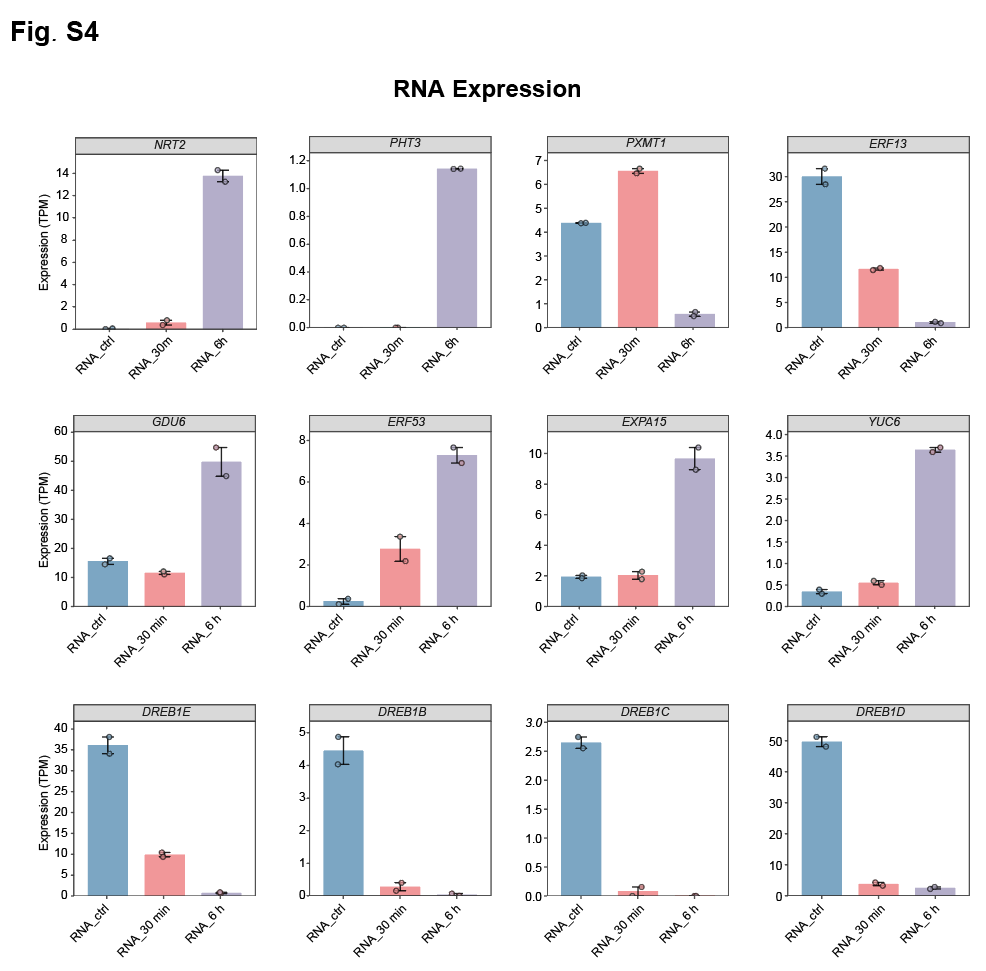 Fig. S4
RNA Expression
NRT2
PHT3
PXMT1
ERF13
Expression (TPM)
14
12
10
8
6
4
2
0
1.2
1.0
0.8
0.6
0.4
0.2
0.0
7
6
5
4
3
2
1
0
30
25
20
15
10
5
0
RNA_ctrl
RNA_30m
RNA_6h
RNA_ctrl
RNA_30m
RNA_6h
RNA_ctrl
RNA_30m
RNA_6h
RNA_ctrl
RNA_30m
RNA_6h
GDU6
ERF53
EXPA15
YUC6
Expression (TPM)
60
50
40
30
20
10
0
8
6
4
2
0
10
8
6
4
2
0
4.0
3.5
3.0
2.5
2.0
1.5
1.0
0.5
0.0
RNA_ctrl
RNA_30 min
RNA_6 h
RNA_ctrl
RNA_30 min
RNA_6 h
RNA_ctrl
RNA_30 min
RNA_6 h
RNA_ctrl
RNA_30 min
RNA_6 h
DREB1E
DREB1B
DREB1C
DREB1D
Expression (TPM)
40
35
30
25
20
15
10
5
0
5
4
3
2
1
0
3.0
2.5
2.0
1.5
1.0
0.5
0.0
50
40
30
20
10
0
RNA_ctrl
RNA_30 min
RNA_6 h
RNA_ctrl
RNA_30 min
RNA_6 h
RNA_ctrl
RNA_30 min
RNA_6 h
RNA_ctrl
RNA_30 min
RNA_6 h